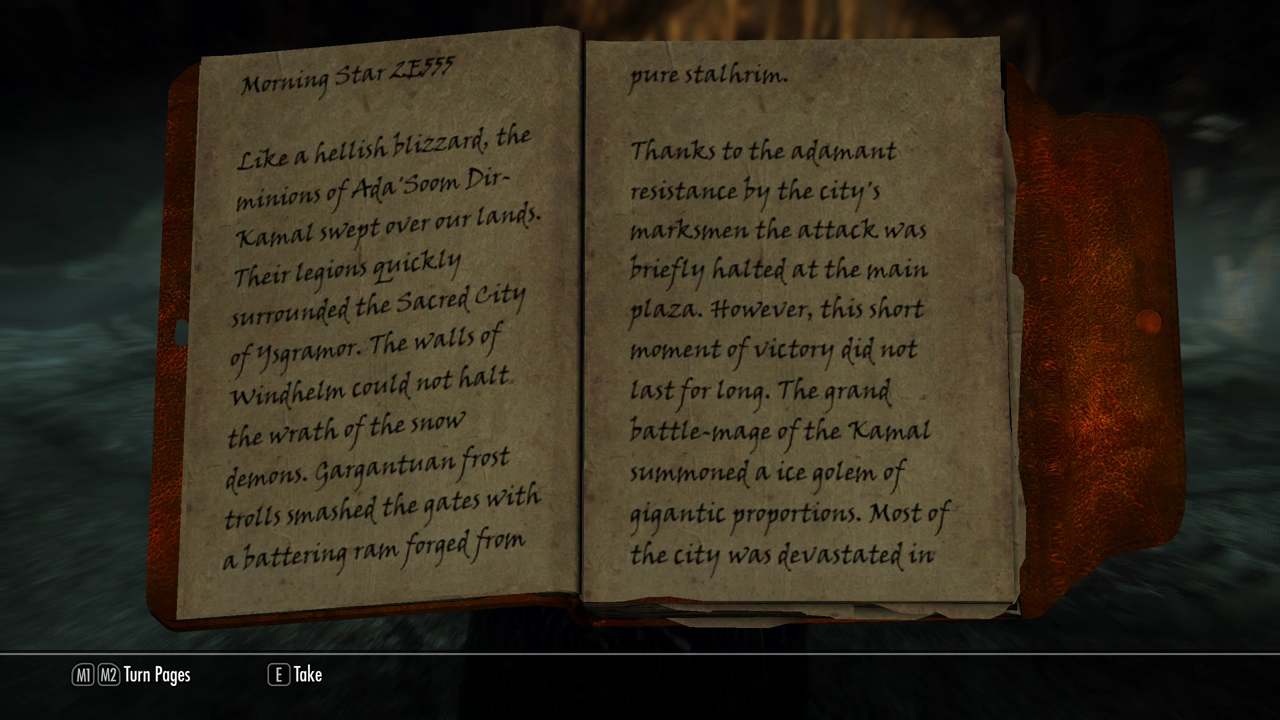 Morning Star 2E555
Like a hellish blizzard, the
minions of Ada'Soom Dir-
Kamal swept over our lands.
Their legions quickly
surrounded the Sacred City
of Ysgramor. The walls of
Windhelm could not halt
the wrath of the snow
demons. Gargantuan frost
trolls smashed the gates with
a battering ram forged from
pure stalhrim.
Thanks to the adamant
resistance by the city's
marksmen the attack was
briefly halted at the main
plaza. However, this short
moment of victory did not
last for long. The grand
battle-mage of the Kamal
summoned a ice golem of
gigantic proportions. Most of
the city was devastated in
M1 M2 Turn Pages
E Take